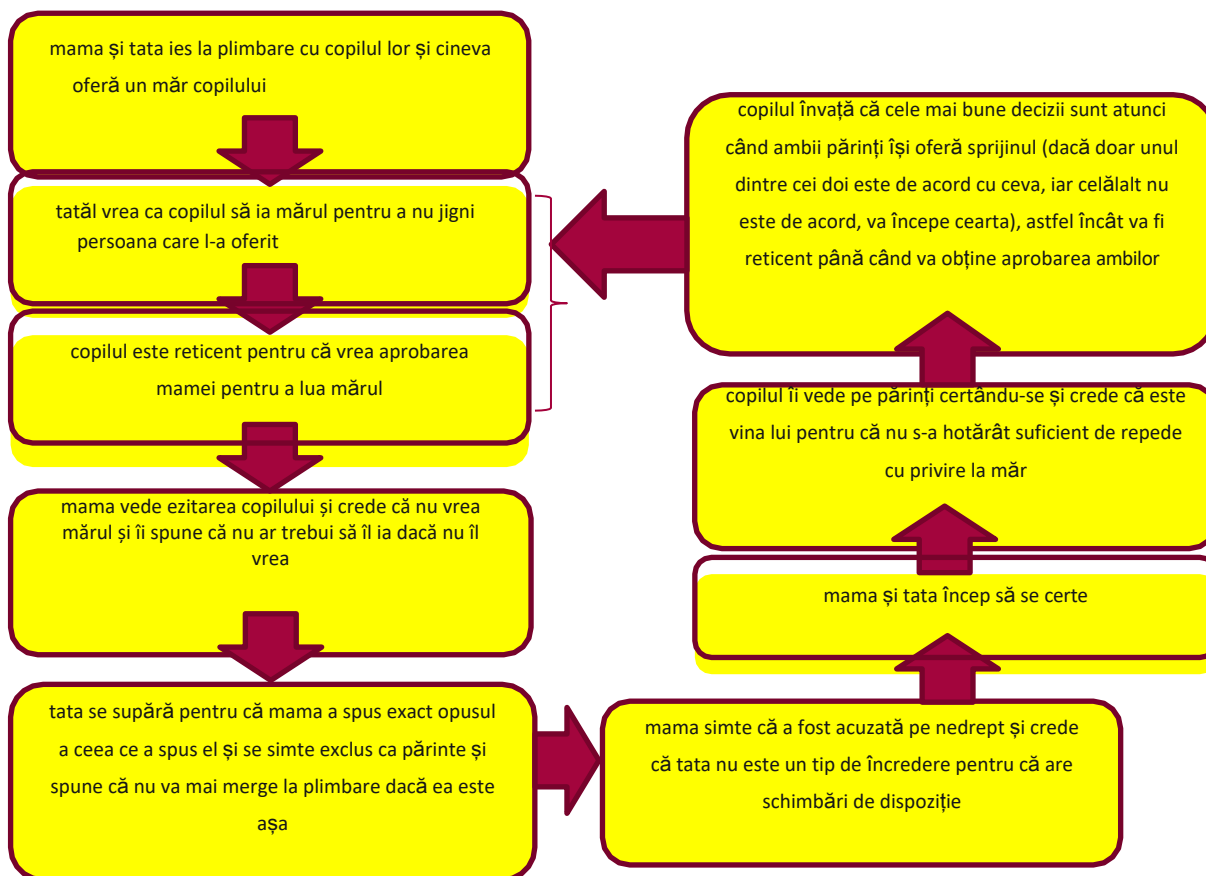 mama și tata ies la plimbare cu copilul lor și cineva
oferă un măr copilului
tatăl vrea ca copilul să ia mărul pentru a nu jigni
persoana care l-a oferit
copilul este reticent pentru că vrea aprobarea
mamei pentru a lua mărul
mama vede ezitarea copilului și crede că nu vrea
mărul și îi spune că nu ar trebui să îl ia dacă nu îl
vrea
tata se supără pentru că mama a spus exact opusul
a ceea ce a spus el și se simte exclus ca părinte și
spune că nu va mai merge la plimbare dacă ea este
așa
mama simte că a fost acuzată pe nedrept și crede
că tata nu este un tip de încredere pentru că are
schimbări de dispoziție
mama și tata încep să se certe
copilul îi vede pe părinți certându-se și crede că este
vina lui pentru că nu s-a hotărât suficient de repede
cu privire la măr
copilul învață că cele mai bune decizii sunt atunci
când ambii părinți își oferă sprijinul (dacă doar unul
dintre cei doi este de acord cu ceva, iar celălalt nu
este de acord, va începe cearta), astfel încât va fi
reticent până când va obține aprobarea ambilor